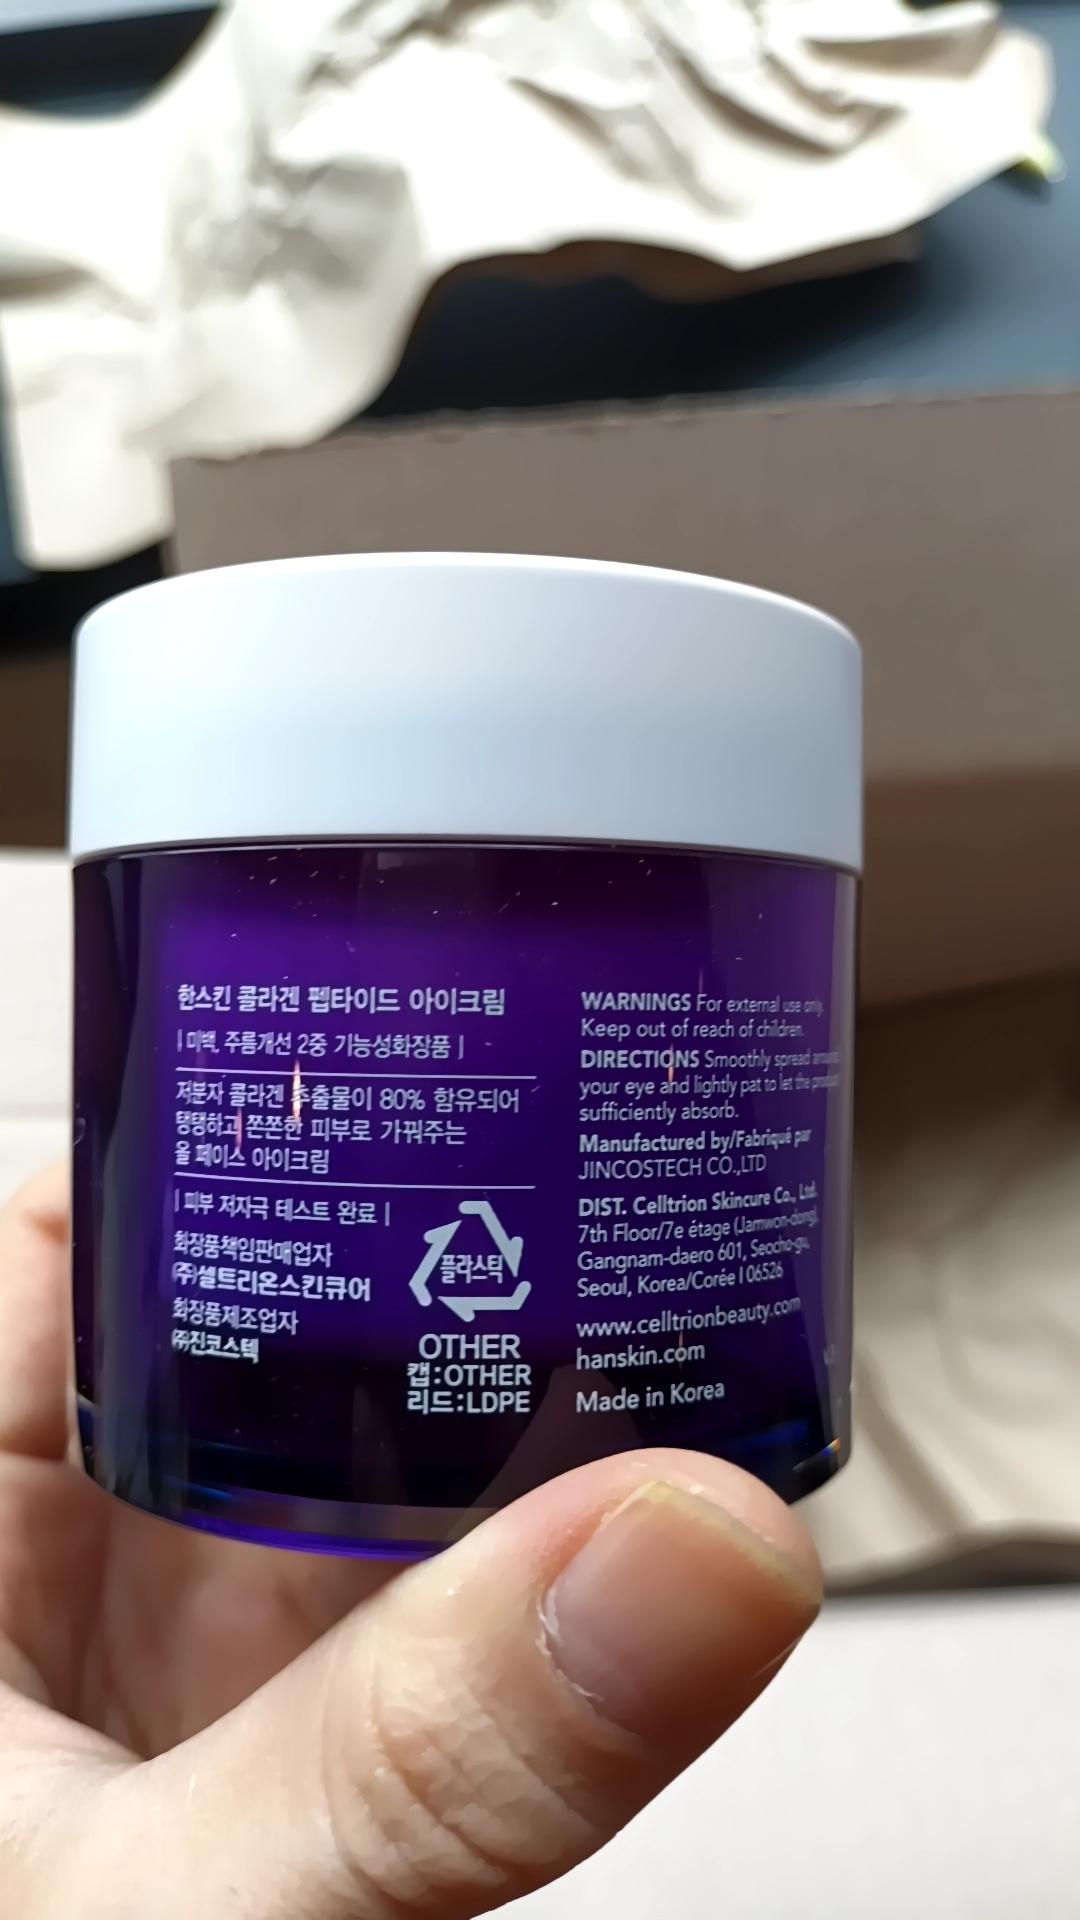 한스킨 콜라겐 펩타이드 아이크림
| 미백, 주름개선 2중 기능성화장품 |
저분자 콜라겐 추출물이 80% 함유되어
탱탱하고 쫀쫀한 피부로 가꿔주는
올 페이스 아이크림
| 피부 저자극 테스트 완료 |
화장품책임판매업자
㈜셀트리온스킨큐어
화장품제조업자
㈜진코스텍
플라스틱
OTHER
캡:OTHER
리드:LDPE
WARNINGS For external use only.
Keep out of reach of children.
DIRECTIONS Smoothly spread around
your eye and lightly pat to let the product
sufficiently absorb.
Manufactured by/Fabriqué par
JINCOSTECH CO.,LTD
DIST. Celltrion Skincure Co., Ltd.
7th Floor/7e étage (Jamwon-dong),
Gangnam-daero 601, Seocho-gu,
Seoul, Korea/Corée | 06526
www.celltrionbeauty.com
hanskin.com
Made in Korea